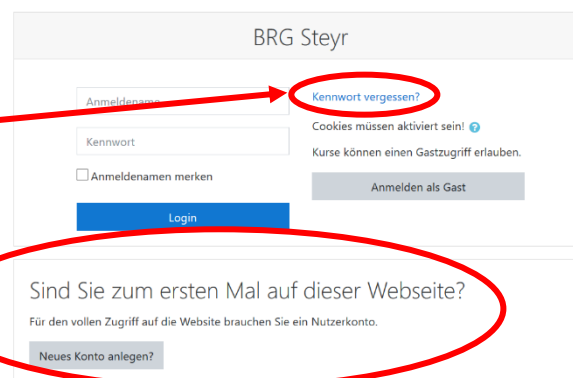 BRG Steyr
Anmeldename
Kennwort vergessen?
Cookies müssen aktiviert sein!
Kennwort
Kurse können einen Gastzugriff erlauben.
Anmeldenamen merken
Anmelden als Gast
Login
Sind Sie zum ersten Mal auf dieser Webseite?
Für den vollen Zugriff auf die Website brauchen Sie ein Nutzerkonto.
Neues Konto anlegen?